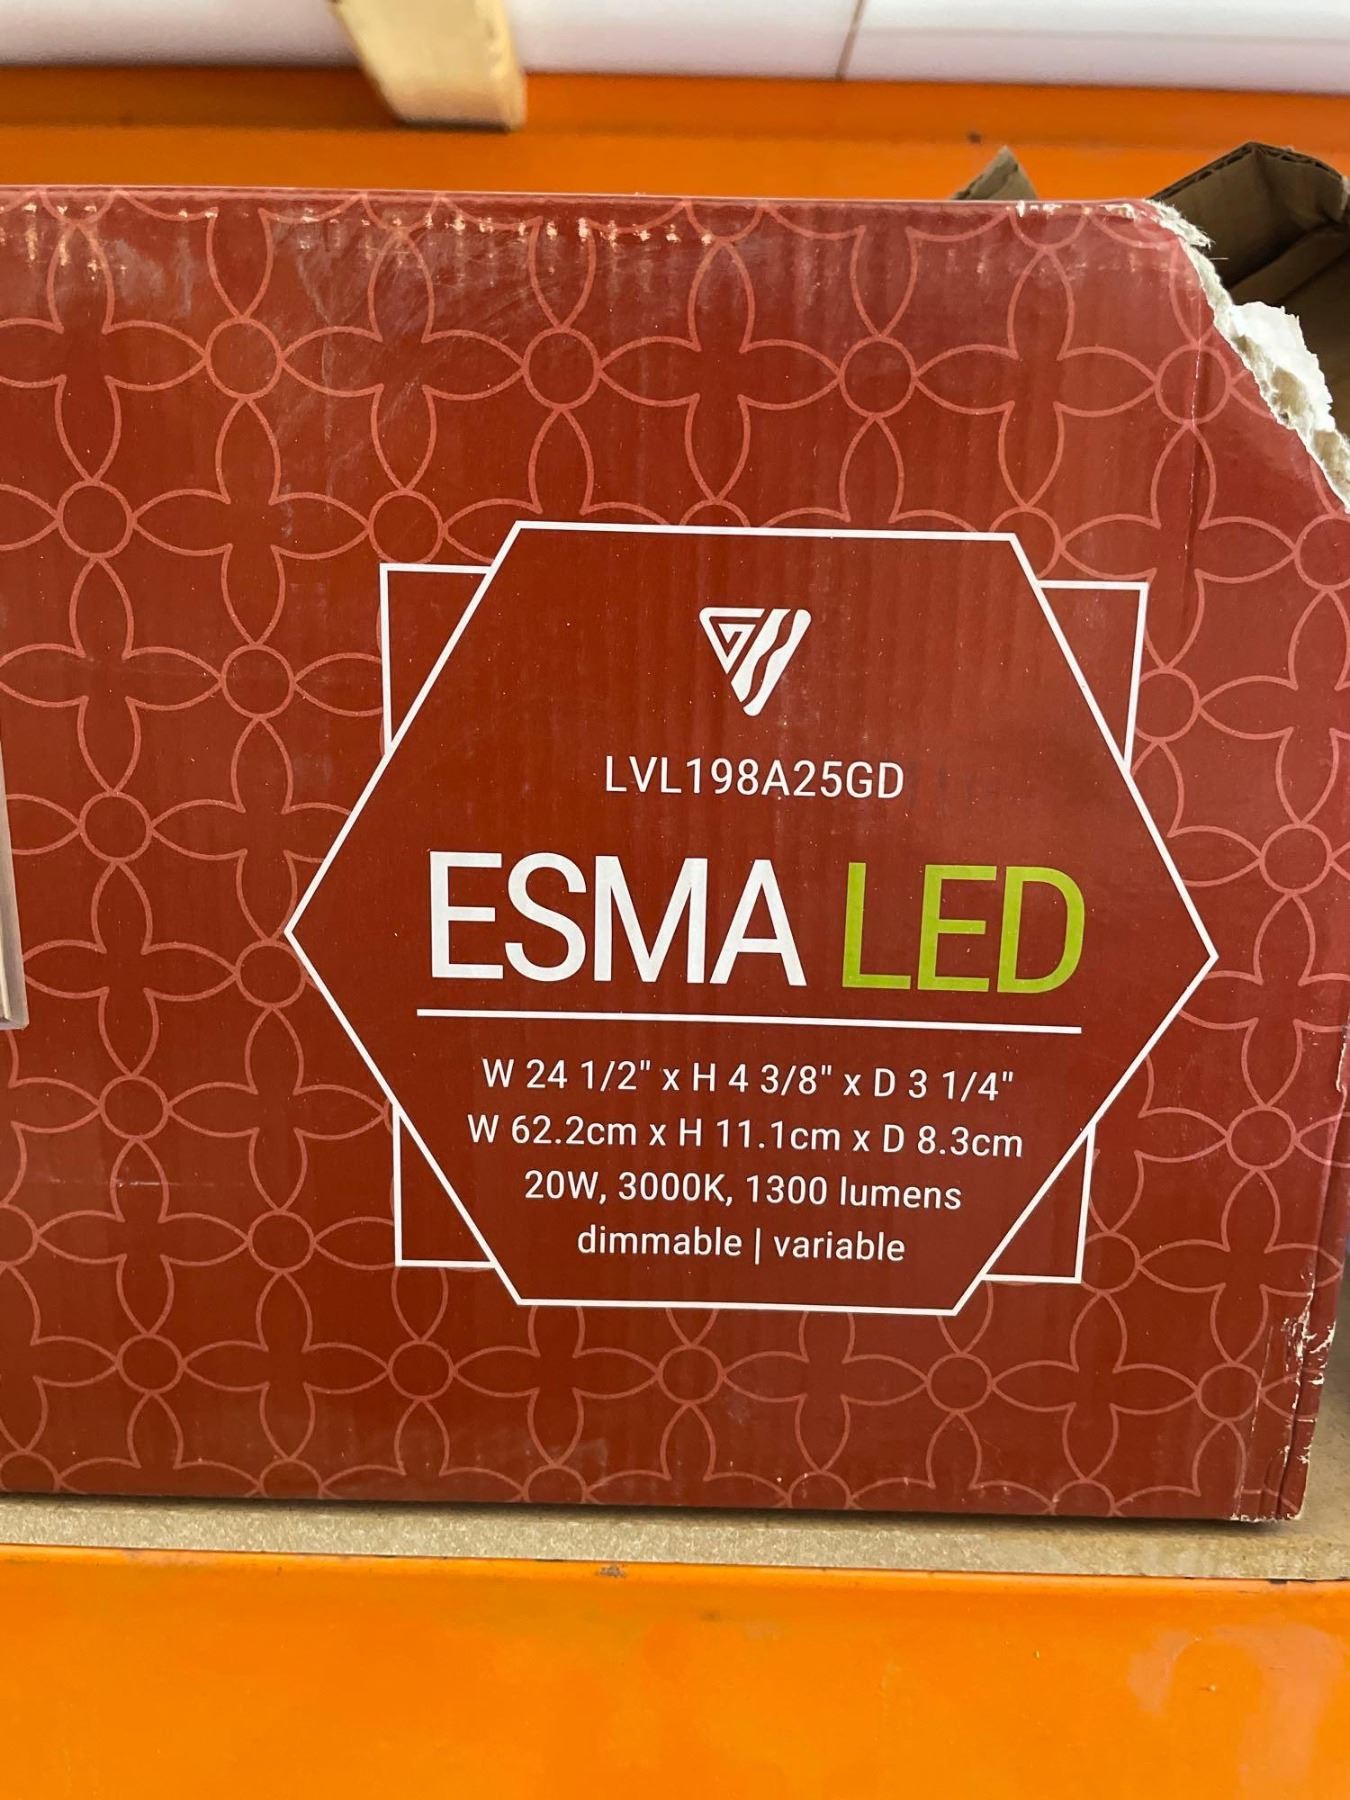 LVL198A25GD
ESMA LED
W 24 1/2" x H 4 3/8" x D 3 1/4"
W 62.2cm x H 11.1cm x D 8.3cm
20W, 3000K, 1300 lumens
dimmable | variable